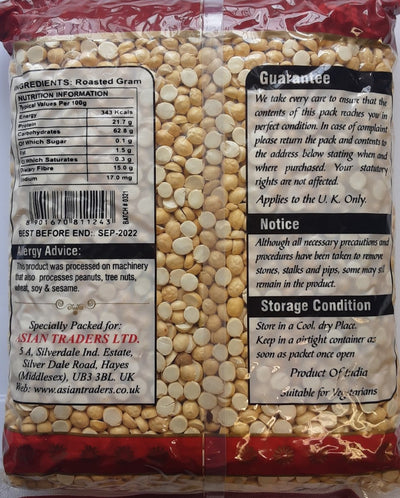 INGREDIENTS: Roasted Gram
NUTRITION INFORMATION
Typical Values Per 100g
Energy 343 Kcals
Protein 21.7 g
Carbohydrates 62.8 g
Of Which Sugar 0.1 g
Fat 1.5 g
Of Which Saturates 0.3 g
Dietary Fibre 15.0 g
Sodium 17.0 mg
8 901670 811243
BATCH # 0321
BEST BEFORE END: SEP-2022
Allergy Advice:
This product was processed on machinery
that also processes peanuts, tree nuts,
wheat, soy & sesame.
Specially Packed for:
ASIAN TRADERS LTD.
5 A, Silverdale Ind. Estate,
Silver Dale Road, Hayes
(Middlesex), UB3 3BL. UK
Web: www.asiantraders.co.uk
Guarantee
We take every care to ensure that the
contents of this pack reaches you in
perfect condition. In case of complaint
please return the pack and contents to
the address below stating when and
where purchased. Your statutory
rights are not affected.
Applies to the U. K. Only.
Notice
Although all necessary precautions and
procedures have been taken to remove
stones, stalks and pips, some may still
remain in the product.
Storage Condition
Store in a Cool, dry Place.
Keep in a airtight container as
soon as packet once open
Product Of India
Suitable for Vegetarians